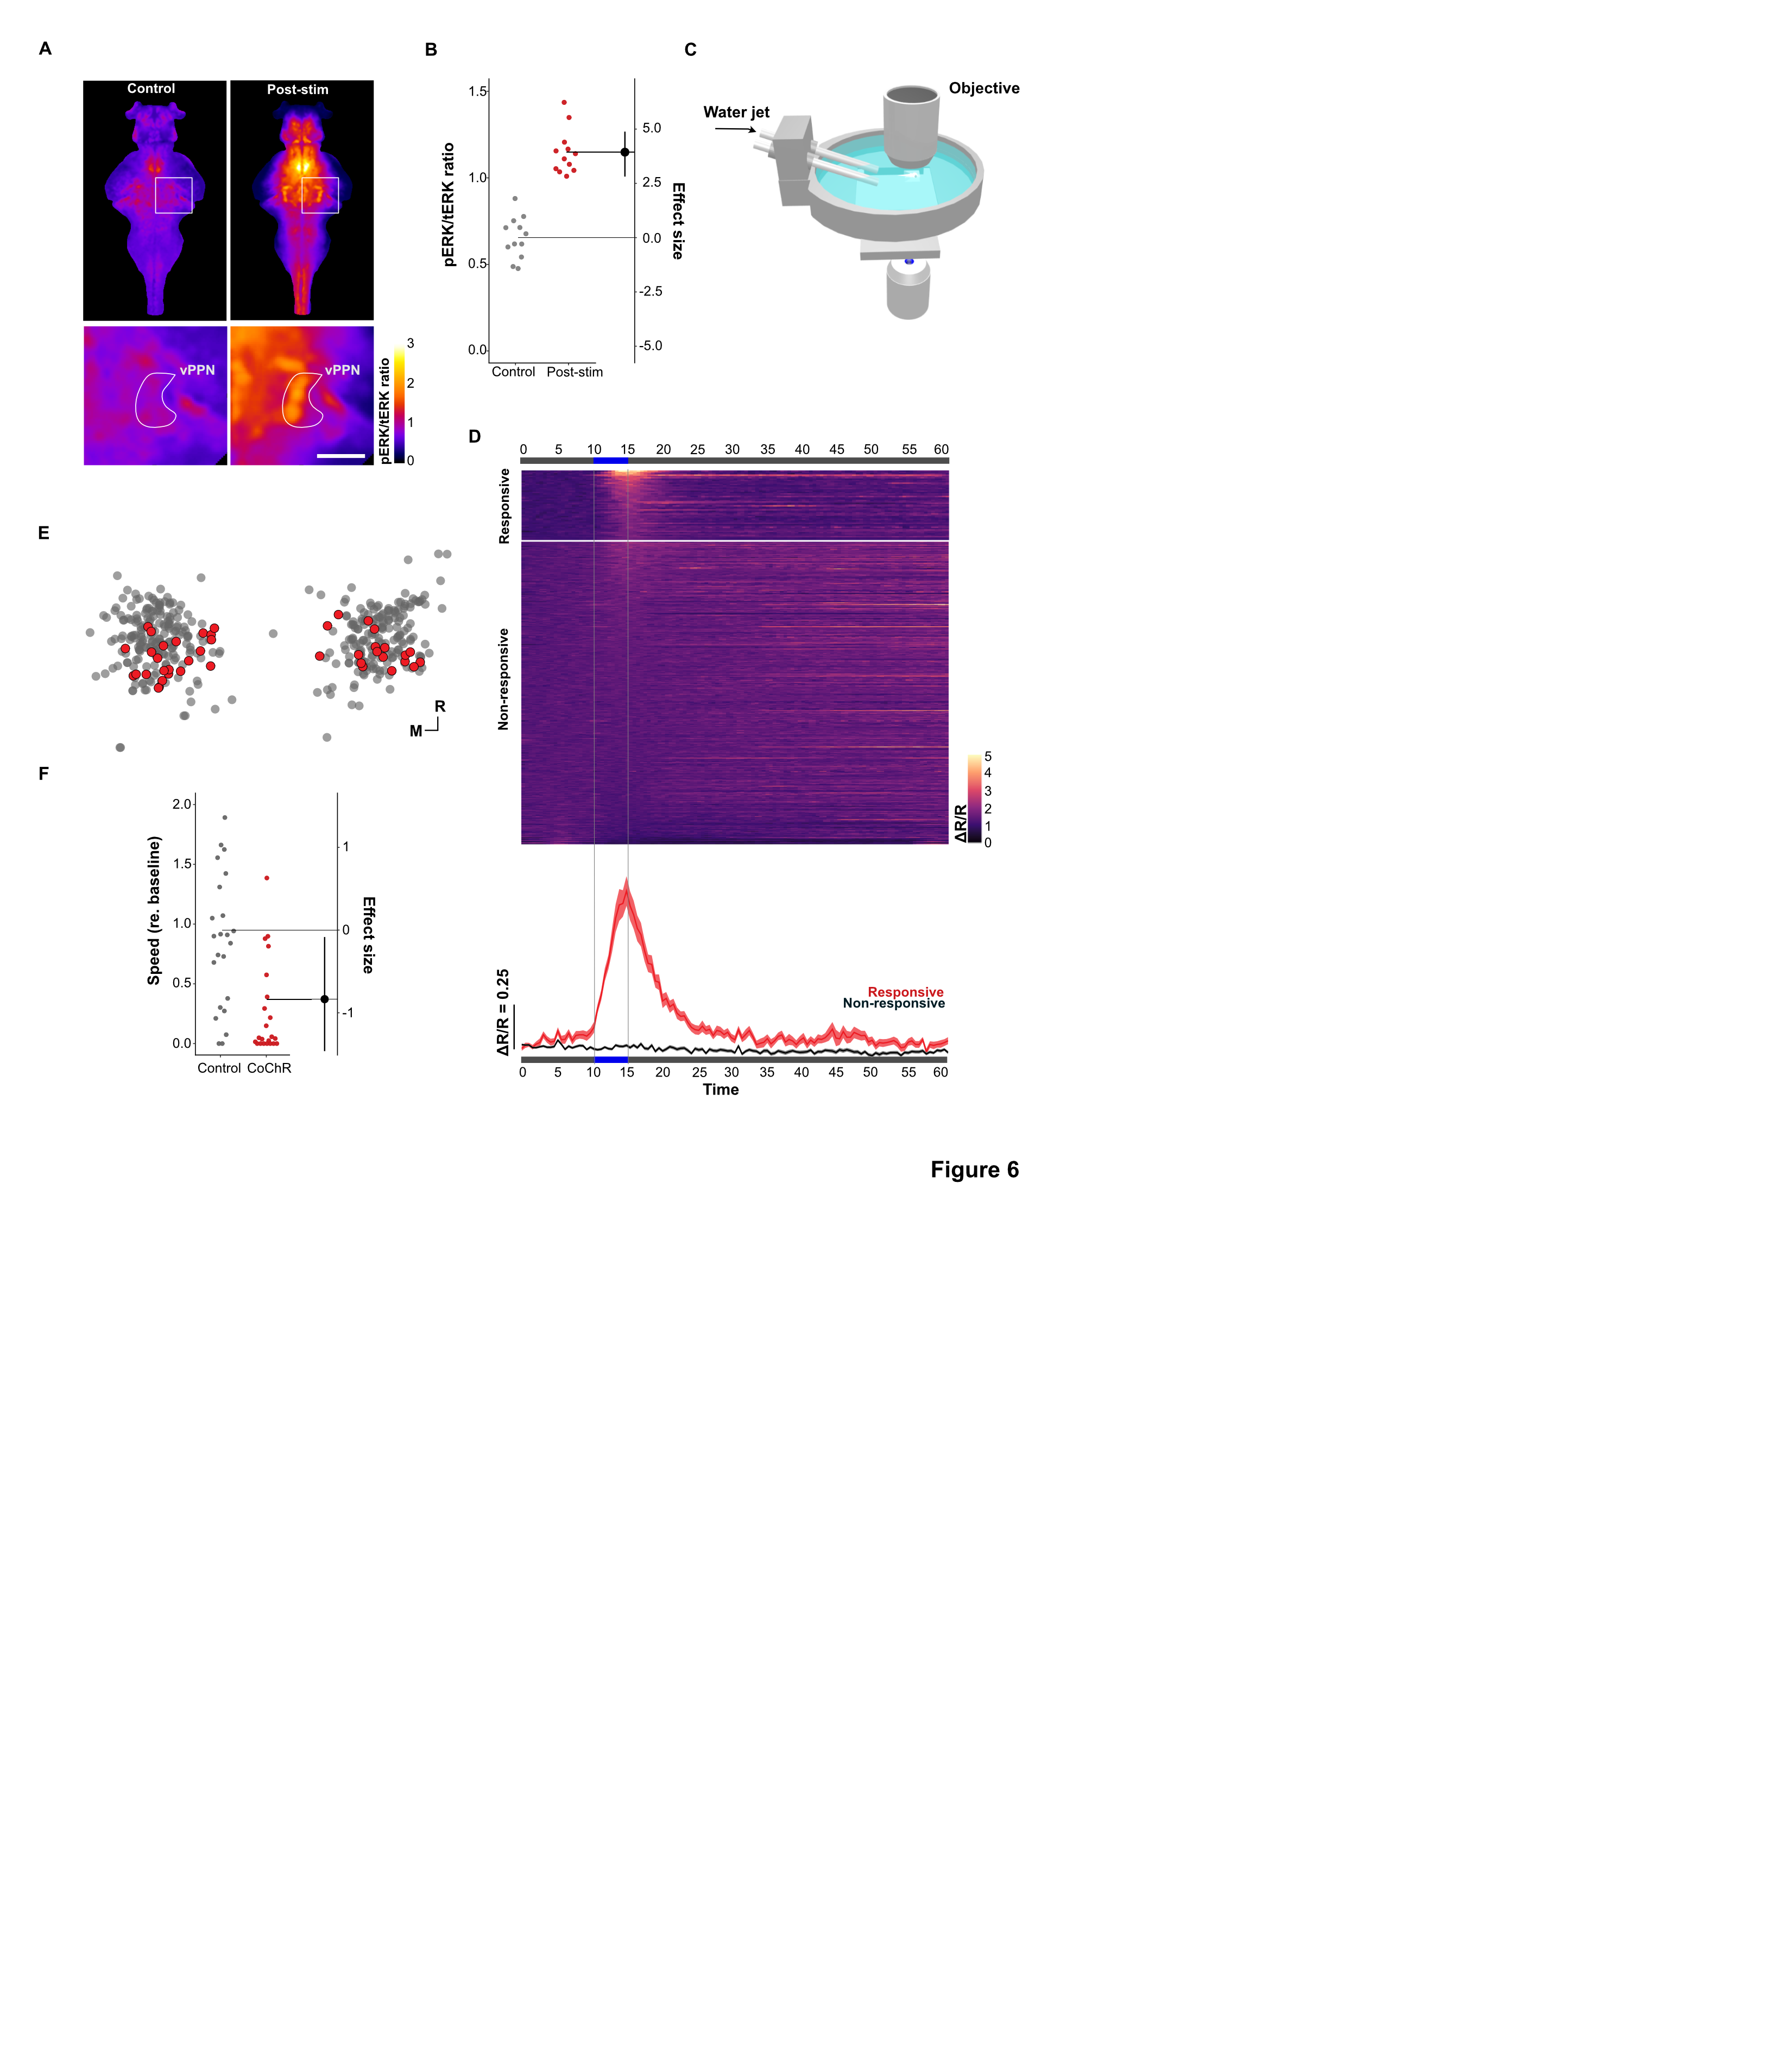 A
Control
Post-stim
vPPN
vPPN
pERK/tERK ratio
3
2
1
0
B
pERK/tERK ratio
1.5
1.0
0.5
0.0
Control
Post-stim
5.0
2.5
0.0
-2.5
-5.0
Effect size
C
Water jet
Objective
D
0 5 10 15 20 25 30 35 40 45 50 55 60
Responsive
Non-responsive
ΔR/R
5
4
3
2
1
0
ΔR/R = 0.25
Responsive
Non-responsive
0 5 10 15 20 25 30 35 40 45 50 55 60
Time
E
R
M
F
Speed (re. baseline)
2.0
1.5
1.0
0.5
0.0
Control CoChR
1
0
-1
Effect size
Figure 6